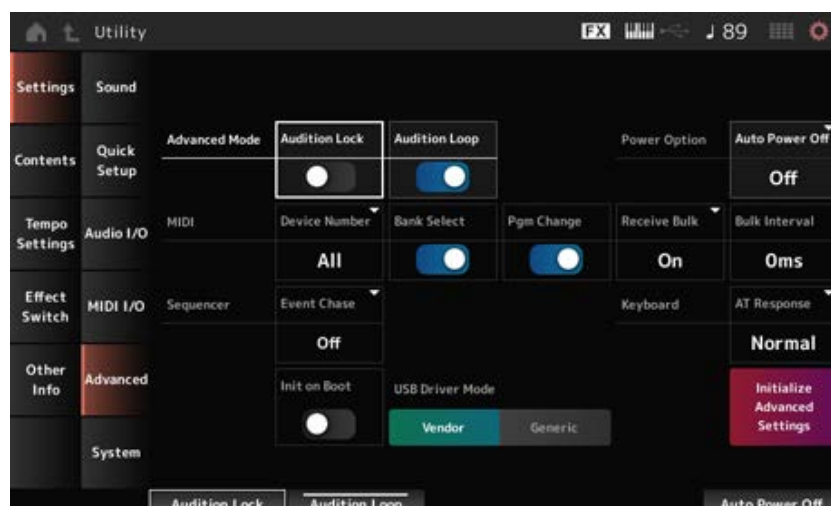 Utility
FX
89
Settings
Sound
Contents
Quick
Setup
Tempo
Settings
Audio I/O
Effect
Switch
MIDI I/O
Other
Info
Advanced
System
Advanced Mode
Audition Lock
Audition Loop
Power Option
Auto Power Off
Off
MIDI
Device Number
Bank Select
Pgm Change
Receive Bulk
Bulk Interval
All
On
0ms
Sequencer
Event Chase
Keyboard
AT Response
Off
Normal
Init on Boot
USB Driver Mode
Vendor
Generic
Initialize
Advanced
Settings
Audition Lock
Audition Loop
Auto Power Off